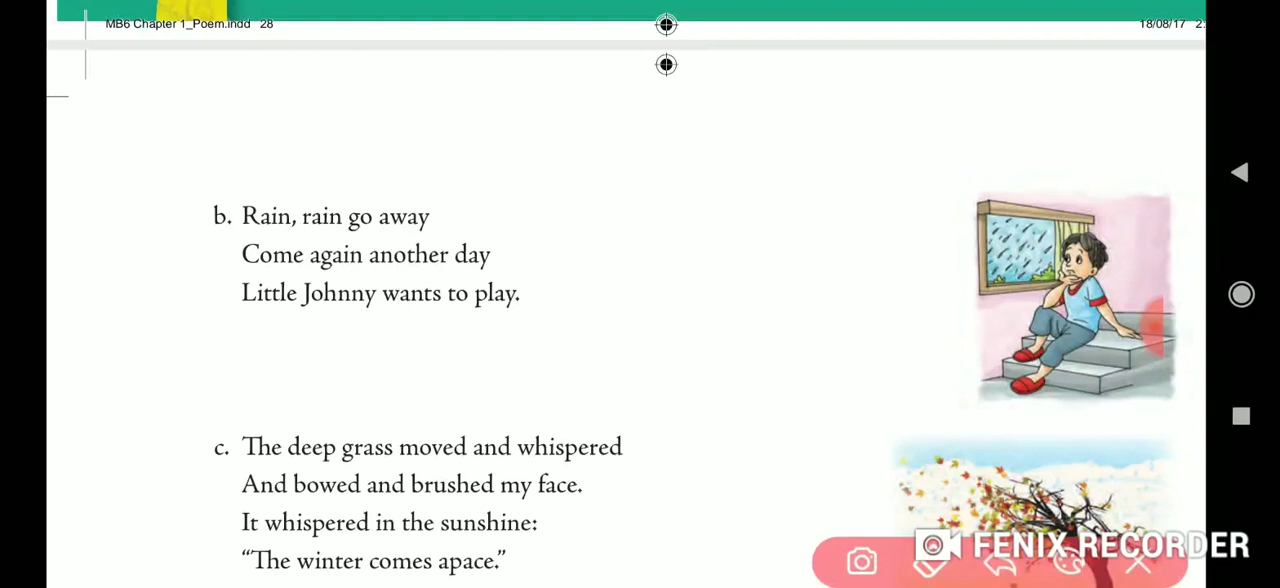 MB6 Chapter 1_Poem.indd 28
18/08/17 2:
b. Rain, rain go away
Come again another day
Little Johnny wants to play.
c. The deep grass moved and whispered
And bowed and brushed my face.
It whispered in the sunshine:
“The winter comes apace.”
FENIX RECORDER